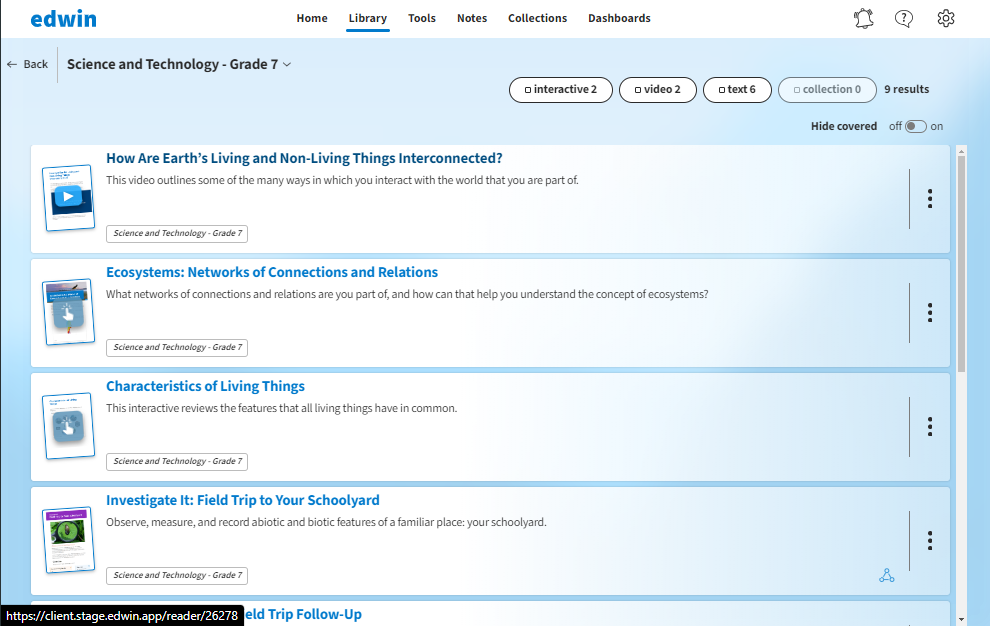 edwin
Home Library Tools Notes Collections Dashboards
Back Science and Technology - Grade 7
interactive 2 video 2 text 6 collection 0 9 results
Hide covered off on
How Are Earth’s Living and Non-Living Things Interconnected?
This video outlines some of the many ways in which you interact with the world that you are part of.
Science and Technology - Grade 7
Ecosystems: Networks of Connections and Relations
What networks of connections and relations are you part of, and how can that help you understand the concept of ecosystems?
Science and Technology - Grade 7
Characteristics of Living Things
This interactive reviews the features that all living things have in common.
Science and Technology - Grade 7
Investigate It: Field Trip to Your Schoolyard
Observe, measure, and record abiotic and biotic features of a familiar place: your schoolyard.
Science and Technology - Grade 7
Trip Follow-Up
https://client.stage.edwin.app/reader/26278